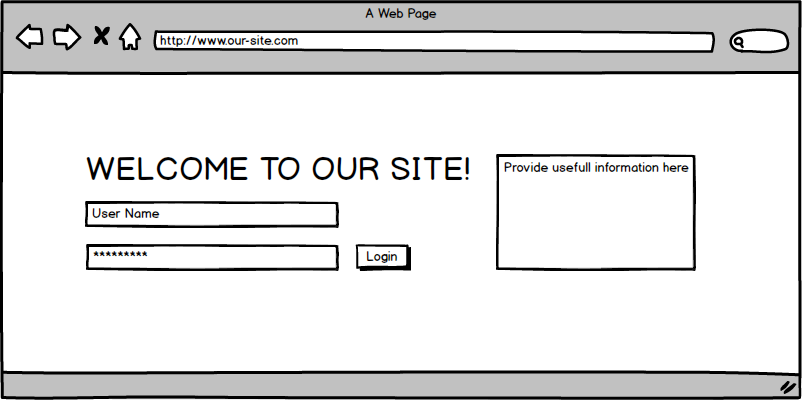 A Web Page
http://www.our-site.com
WELCOME TO OUR SITE!
User Name
*********
Login
Provide usefull information here